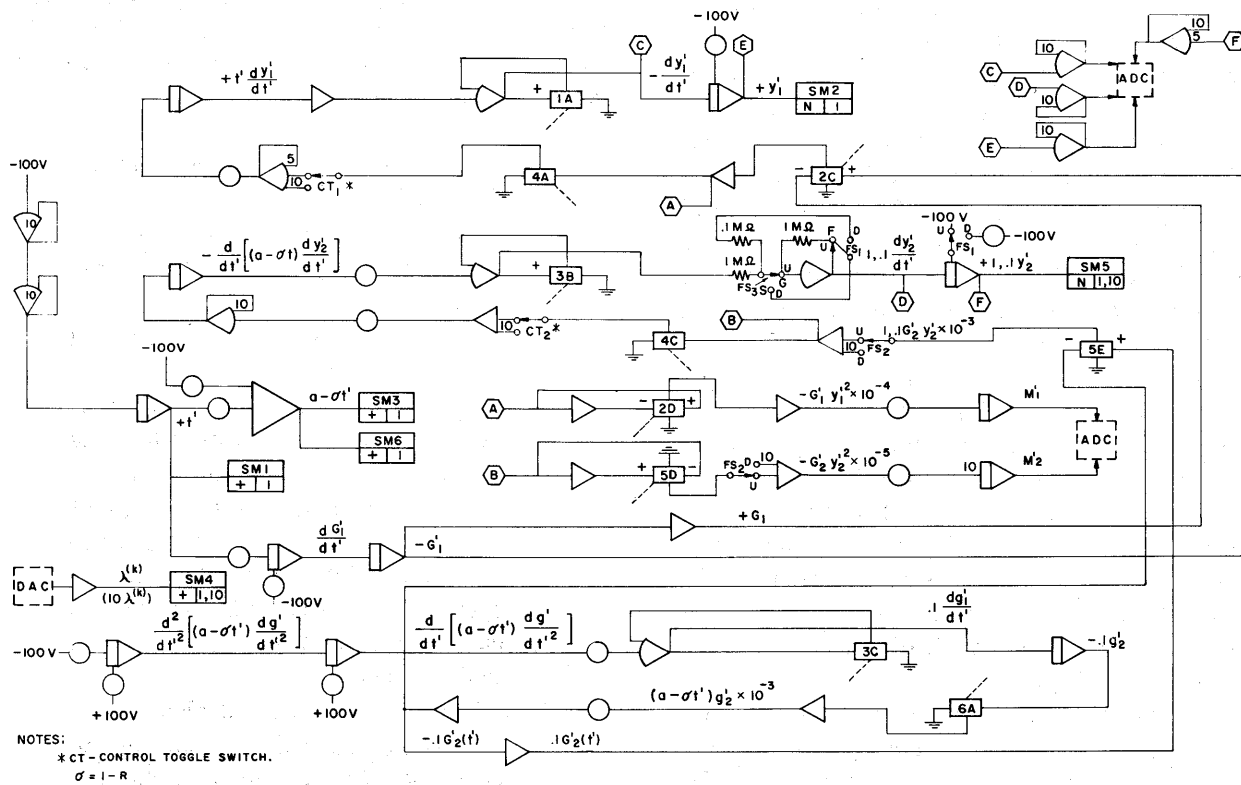 -100V
C
E
10
5
F
+t' dy'1/dt'
- dy'1/dt'
+y'1
SM2
N 1
C
10
ADC
+
1A
D
10
E
10
-100V
5
10
CT1 *
4A
A
- 2C +
10
10
- d/dt' [(a-σt) dy'2/dt']
+
3B
.1MΩ
1MΩ
1MΩ
F
D
U
FS1
U
G
FS3
S
D
1,.1 dy'2/dt'
D
-100 V
U
D
FS1
-100V
+1,.1y'2
F
SM5
N 1,10
10
10
CT2*
4C
B
U
10
D
FS2
1,.1G'2 y'2 × 10-3
- 5E +
-100V
+t'
a-σt'
SM3
+ 1
SM6
+ 1
SM1
+ 1
A
- 2D +
-G'1 y'1 2 × 10-4
M'1
ADC
B
+ 5D -
FS2
D
10
U
-G'2 y'2 2 × 10-5
10
M'2
+G1
dG'1/dt'
-G'1
-100V
DAC
λ(k)
(10λ(k))
SM4
+ 1,10
-100V
d2/dt'2 [(a-σt') dg'/dt'2]
+100V
- d/dt' [(a-σt') dg'/dt'2]
+100V
3C
.1 dg'1/dt'
-.1g'2
(a-σt')g'2 × 10-3
6A
-.1G'2(t')
.1G'2(t')
NOTES:
*CT-CONTROL TOGGLE SWITCH.
σ = 1-R